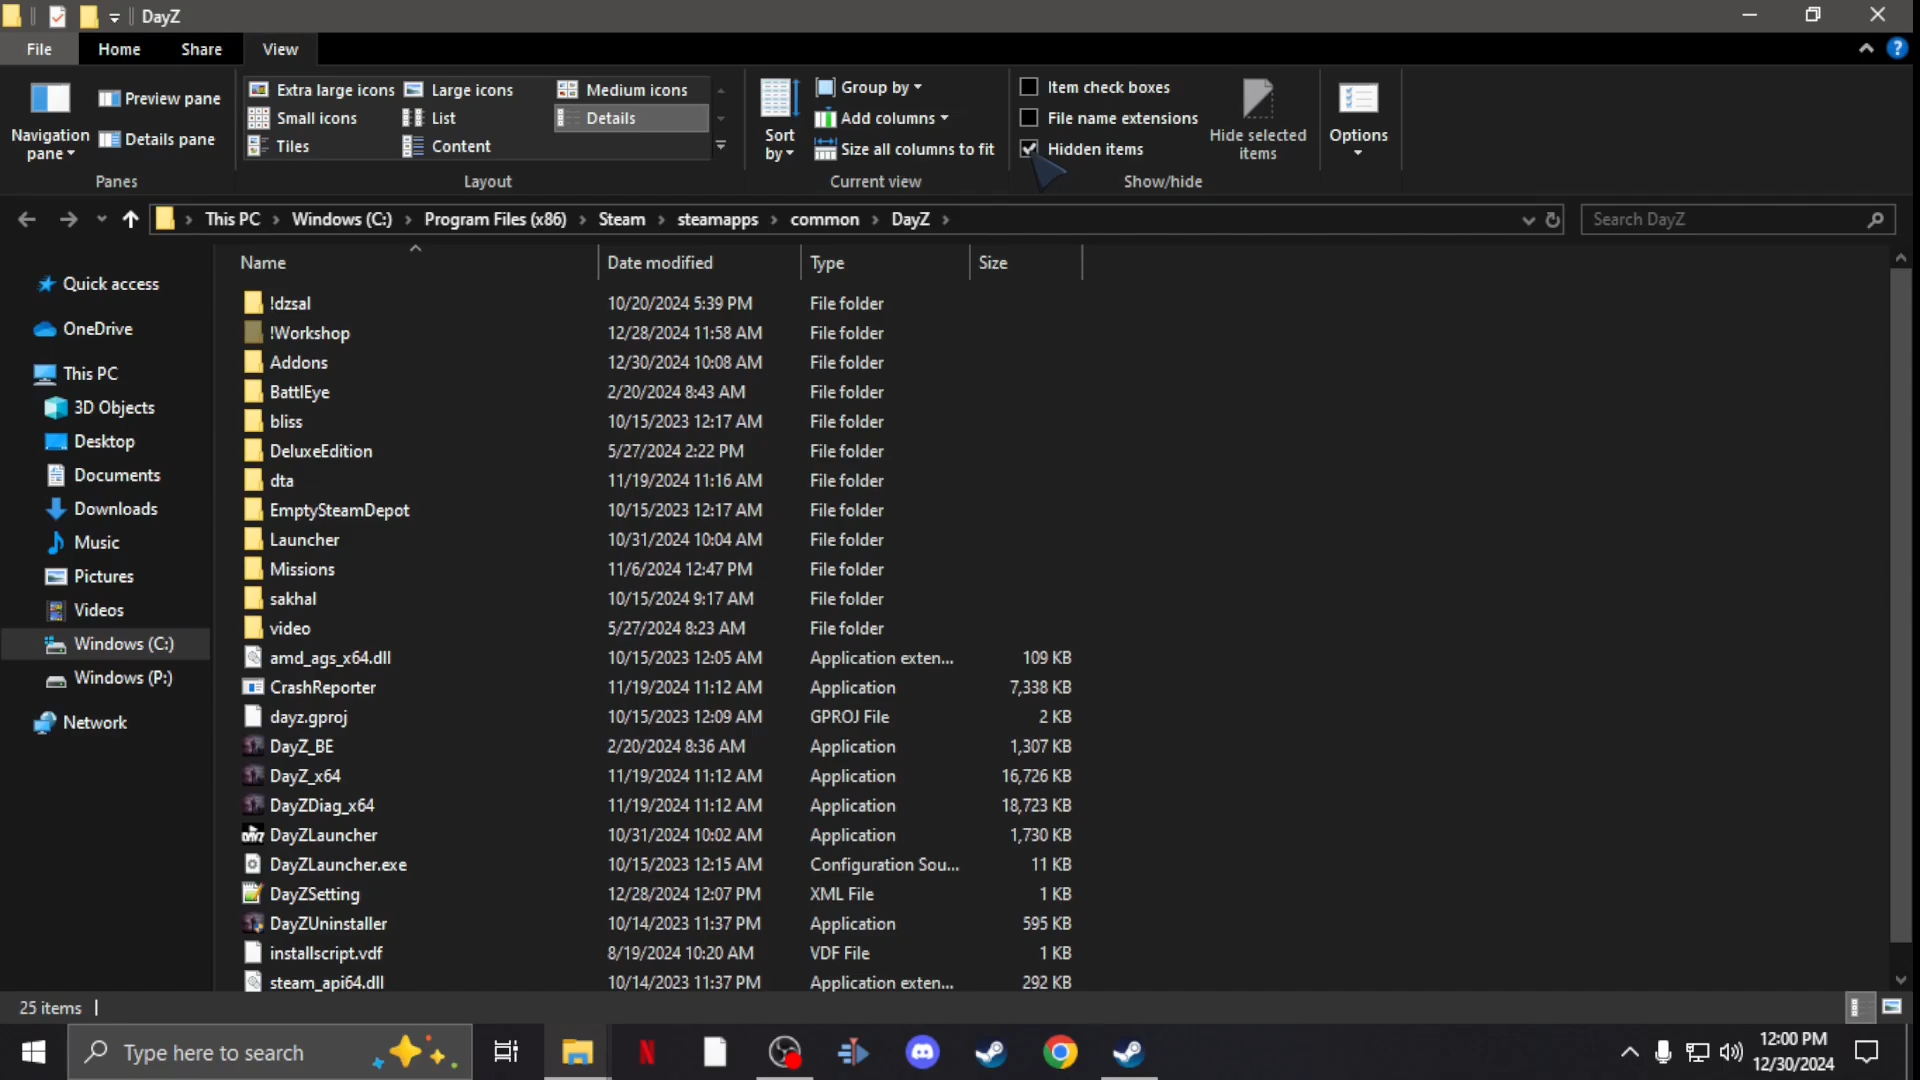 DayZ
File Home Share View
Navigation pane
Preview pane
Details pane
Panes
Extra large icons Large icons Medium icons
Small icons List Details
Tiles Content
Layout
Sort by
Group by
Add columns
Size all columns to fit
Current view
Item check boxes
File name extensions
Hidden items
Hide selected items
Show/hide
Options
This PC > Windows (C:) > Program Files (x86) > Steam > steamapps > common > DayZ >
Search DayZ
Quick access
OneDrive
This PC
3D Objects
Desktop
Documents
Downloads
Music
Pictures
Videos
Windows (C:)
Windows (P:)
Network
Name Date modified Type Size
!dzsal 10/20/2024 5:39 PM File folder
!Workshop 12/28/2024 11:58 AM File folder
Addons 12/30/2024 10:08 AM File folder
BattlEye 2/20/2024 8:43 AM File folder
bliss 10/15/2023 12:17 AM File folder
DeluxeEdition 5/27/2024 2:22 PM File folder
dta 11/19/2024 11:16 AM File folder
EmptySteamDepot 10/15/2023 12:17 AM File folder
Launcher 10/31/2024 10:04 AM File folder
Missions 11/6/2024 12:47 PM File folder
sakhal 10/15/2024 9:17 AM File folder
video 5/27/2024 8:23 AM File folder
amd_ags_x64.dll 10/15/2023 12:05 AM Application exten... 109 KB
CrashReporter 11/19/2024 11:12 AM Application 7,338 KB
dayz.gproj 10/15/2023 12:09 AM GPROJ File 2 KB
DayZ_BE 2/20/2024 8:36 AM Application 1,307 KB
DayZ_x64 11/19/2024 11:12 AM Application 16,726 KB
DayZDiag_x64 11/19/2024 11:12 AM Application 18,723 KB
DayZLauncher 10/31/2024 10:02 AM Application 1,730 KB
DayZLauncher.exe 10/15/2023 12:15 AM Configuration Sou... 11 KB
DayZSetting 12/28/2024 12:07 PM XML File 1 KB
DayZUninstaller 10/14/2023 11:37 PM Application 595 KB
installscript.vdf 8/19/2024 10:20 AM VDF File 1 KB
steam_api64.dll 10/14/2023 11:37 PM Application exten... 292 KB
25 items
Type here to search
12:00 PM
12/30/2024